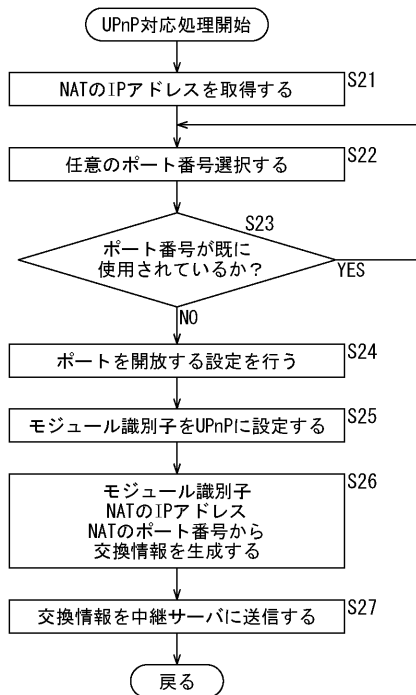 UPnP対応処理開始
NATのIPアドレスを取得する
S21
任意のポート番号選択する
S22
S23
ポート番号が既に
使用されているか？
YES
NO
ポートを開放する設定を行う
S24
モジュール識別子をUPnPに設定する
S25
モジュール識別子
NATのIPアドレス
NATのポート番号から
交換情報を生成する
S26
交換情報を中継サーバに送信する
S27
戻る